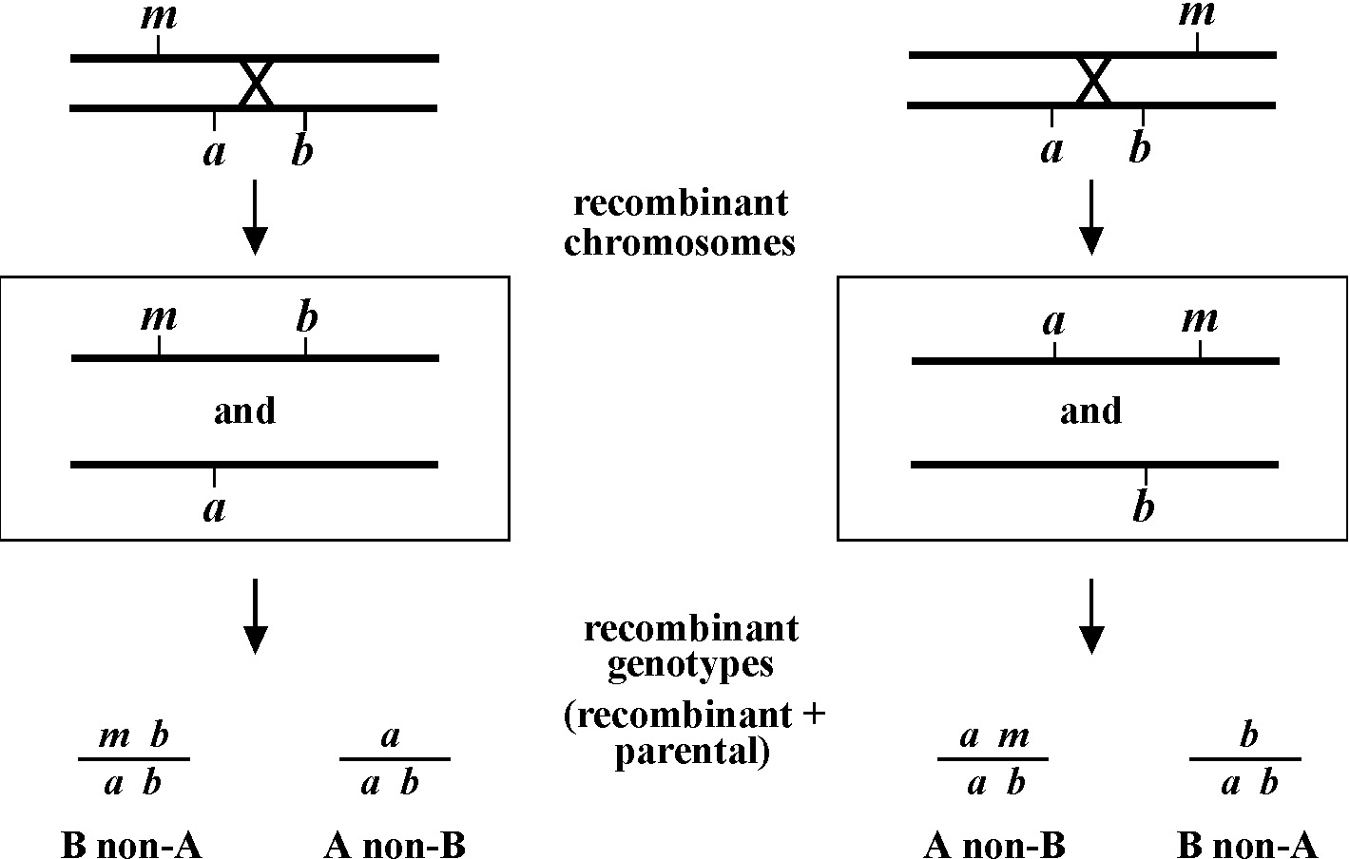 m
m
a b
a b
recombinant
chromosomes
m b
a m
and
and
a
b
recombinant
genotypes
(recombinant +
parental)
m b
a
a m
b
a b
a b
a b
a b
B non-A
A non-B
A non-B
B non-A